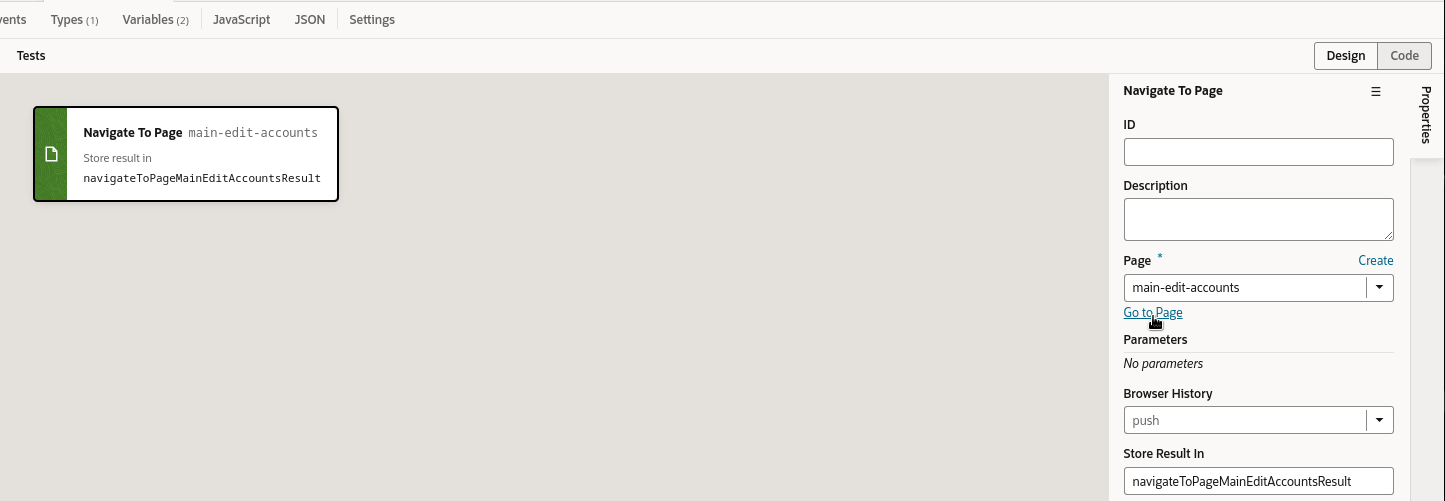 Types (1)
Variables (2)
JavaScript
JSON
Settings
Tests
Design
Code
Navigate To Page main-edit-accounts
Store result in
navigateToPageMainEditAccountsResult
Navigate To Page
Properties
ID
Description
Page *
Create
main-edit-accounts
Go to Page
Parameters
No parameters
Browser History
push
Store Result In
navigateToPageMainEditAccountsResult